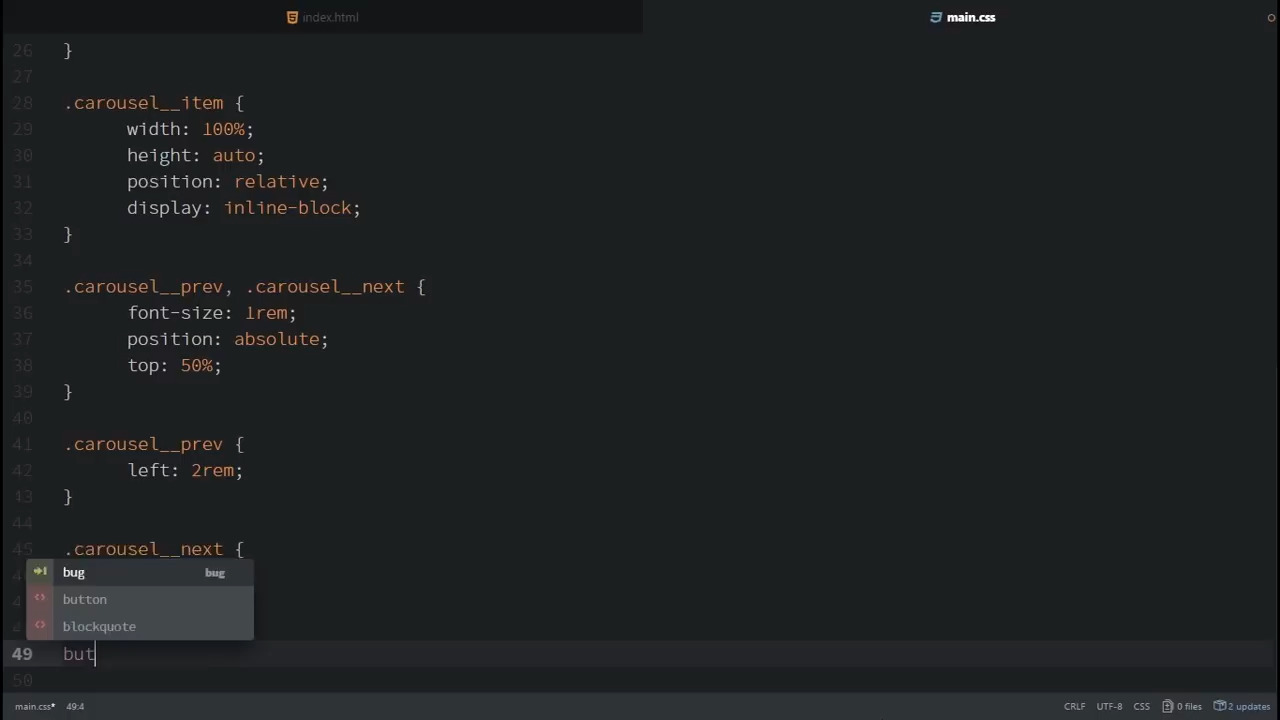 index.html
main.css
26 }
27
28 .carousel__item {
29 width: 100%;
30 height: auto;
31 position: relative;
32 display: inline-block;
33 }
34
35 .carousel__prev, .carousel__next {
36 font-size: 1rem;
37 position: absolute;
38 top: 50%;
39 }
40
41 .carousel__prev {
42 left: 2rem;
43 }
44
45 .carousel__next {
bug bug
button
blockquote
49 but
50
main.css* 49:4 CRLF UTF-8 CSS 0 files 2 updates